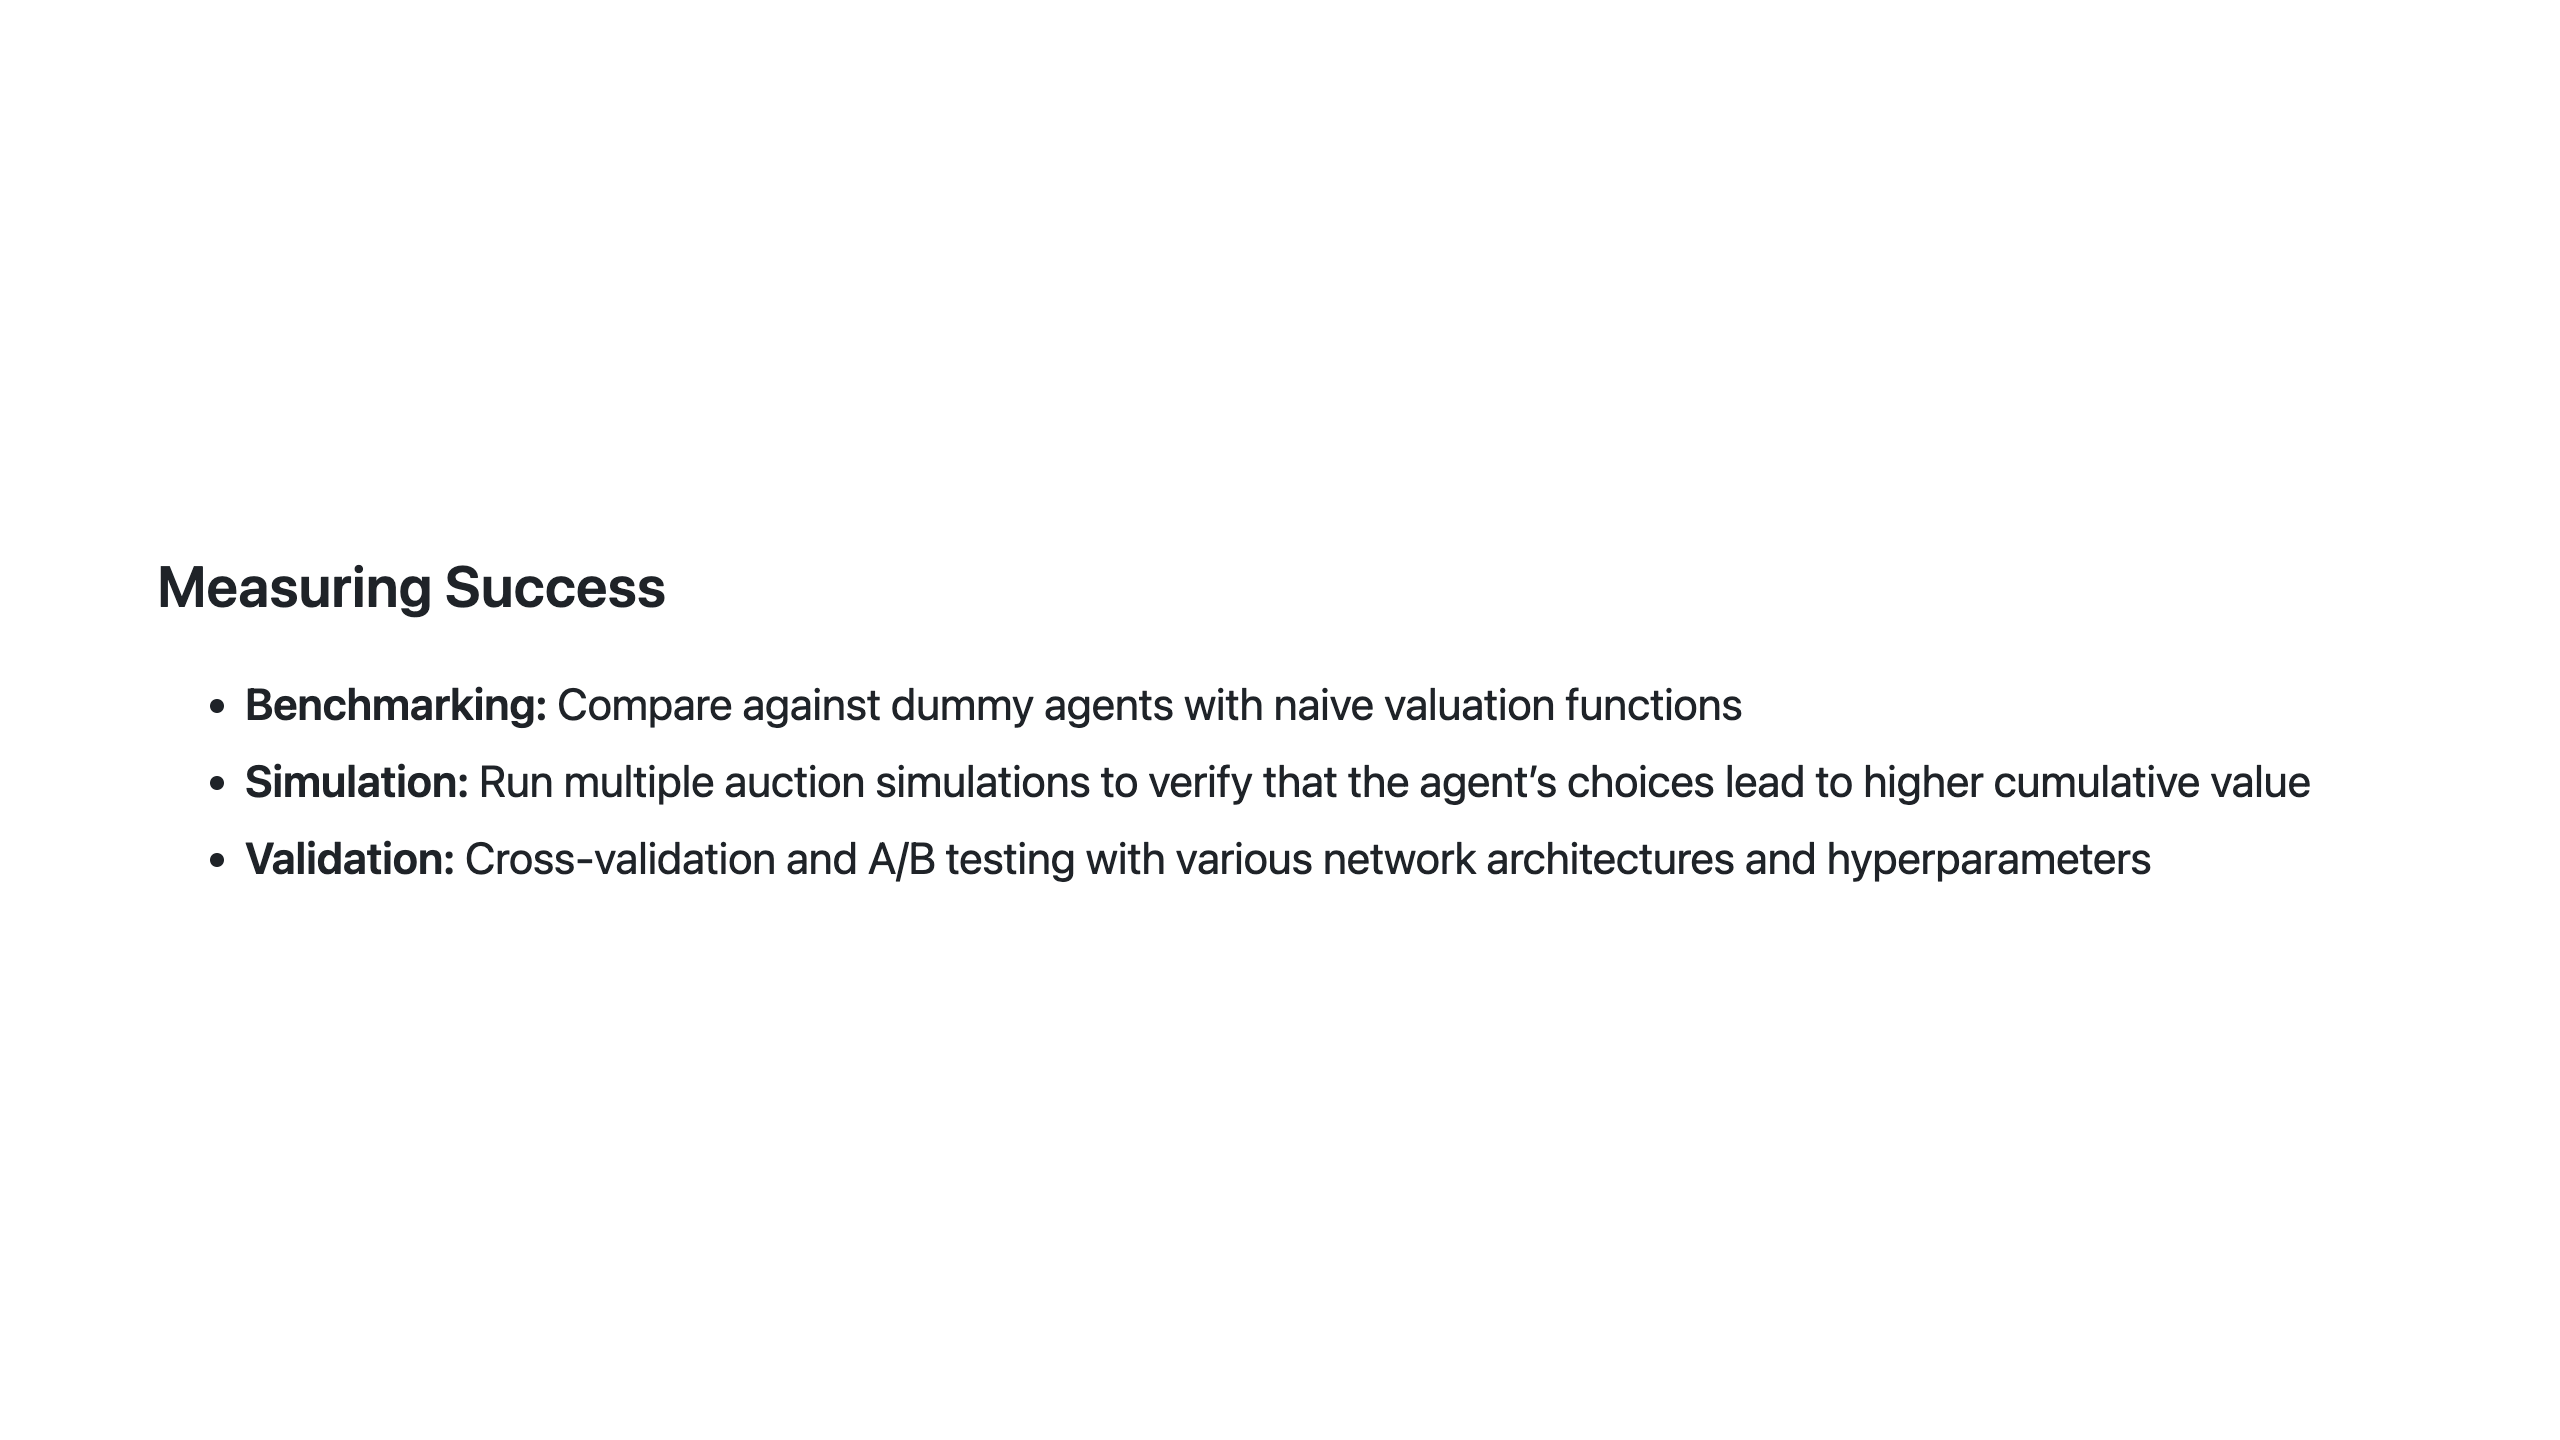 Measuring Success
• Benchmarking: Compare against dummy agents with naive valuation functions
• Simulation: Run multiple auction simulations to verify that the agent’s choices lead to higher cumulative value
• Validation: Cross-validation and A/B testing with various network architectures and hyperparameters